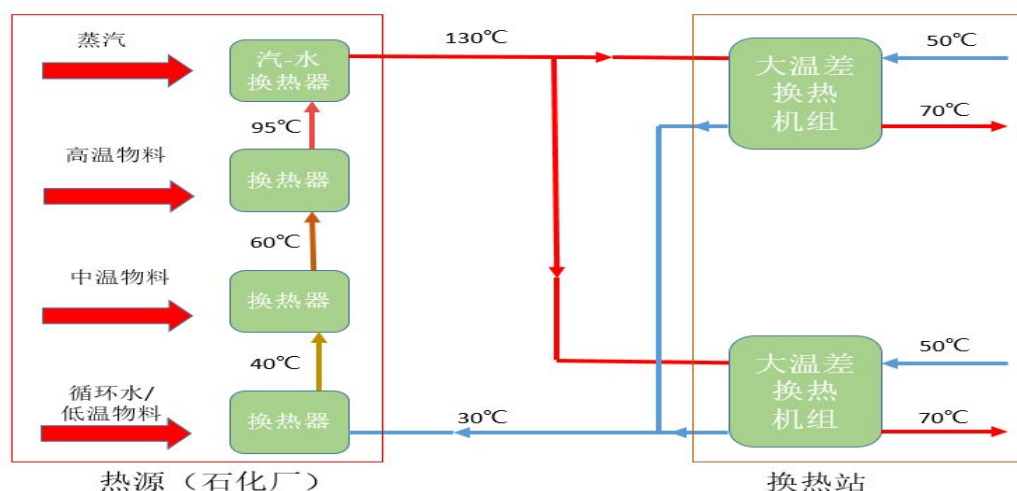 蒸汽
汽-水
换热器
130℃
大温差
换热
机组
50℃
70℃
95℃
高温物料
换热器
60℃
中温物料
换热器
40℃
循环水/
低温物料
换热器
30℃
大温差
换热
机组
50℃
70℃
热源（石化厂）
换热站